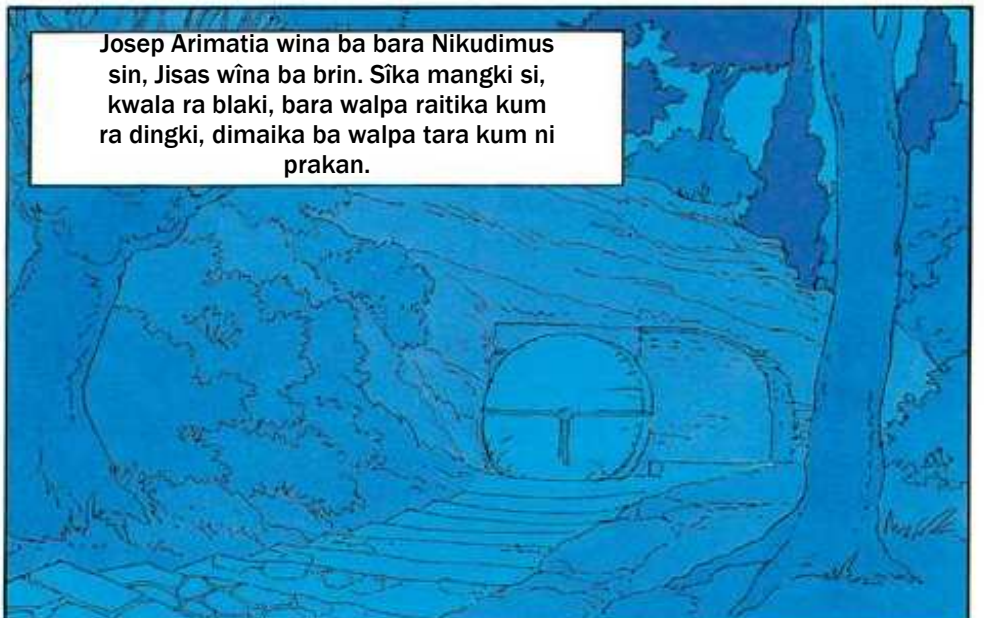 Josep Arimatia wina ba bara Nikudimus
sin, Jisas wîna ba brin. Sîka mangki si,
kwala ra blaki, bara walpa raitika kum
ra dingki, dimaika ba walpa tara kum ni
prakan.